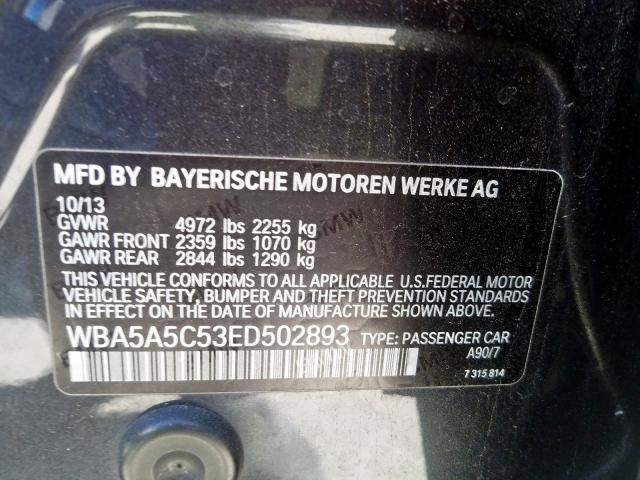 MFD BY BAYERISCHE MOTOREN WERKE AG
10/13
GVWR 4972 lbs 2255 kg
GAWR FRONT 2359 lbs 1070 kg
GAWR REAR 2844 lbs 1290 kg
THIS VEHICLE CONFORMS TO ALL APPLICABLE U.S.FEDERAL MOTOR
VEHICLE SAFETY, BUMPER AND THEFT PREVENTION STANDARDS
IN EFFECT ON THE DATE OF MANUFACTURE SHOWN ABOVE.
WBA5A5C53ED502893 TYPE: PASSENGER CAR
A90/7
7 315 814